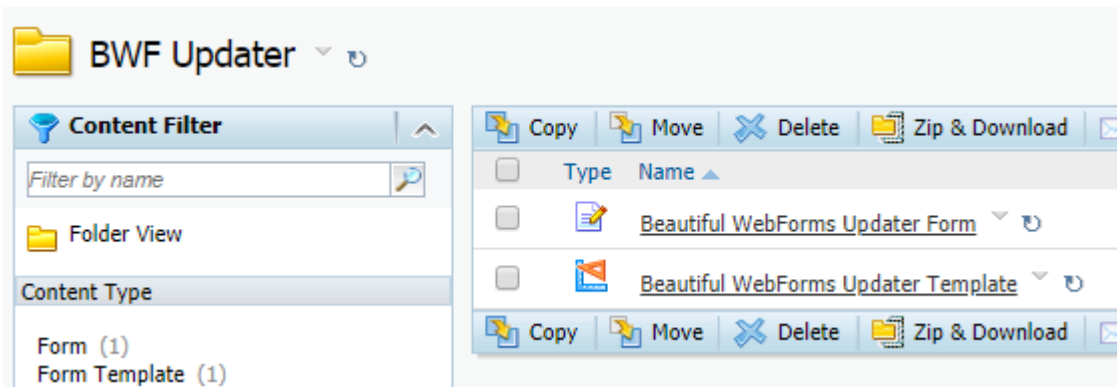 BWF Updater
Content Filter
Filter by name
Folder View
Content Type
Form (1)
Form Template (1)
Copy Move Delete Zip & Download
Type Name
Beautiful WebForms Updater Form
Beautiful WebForms Updater Template
Copy Move Delete Zip & Download